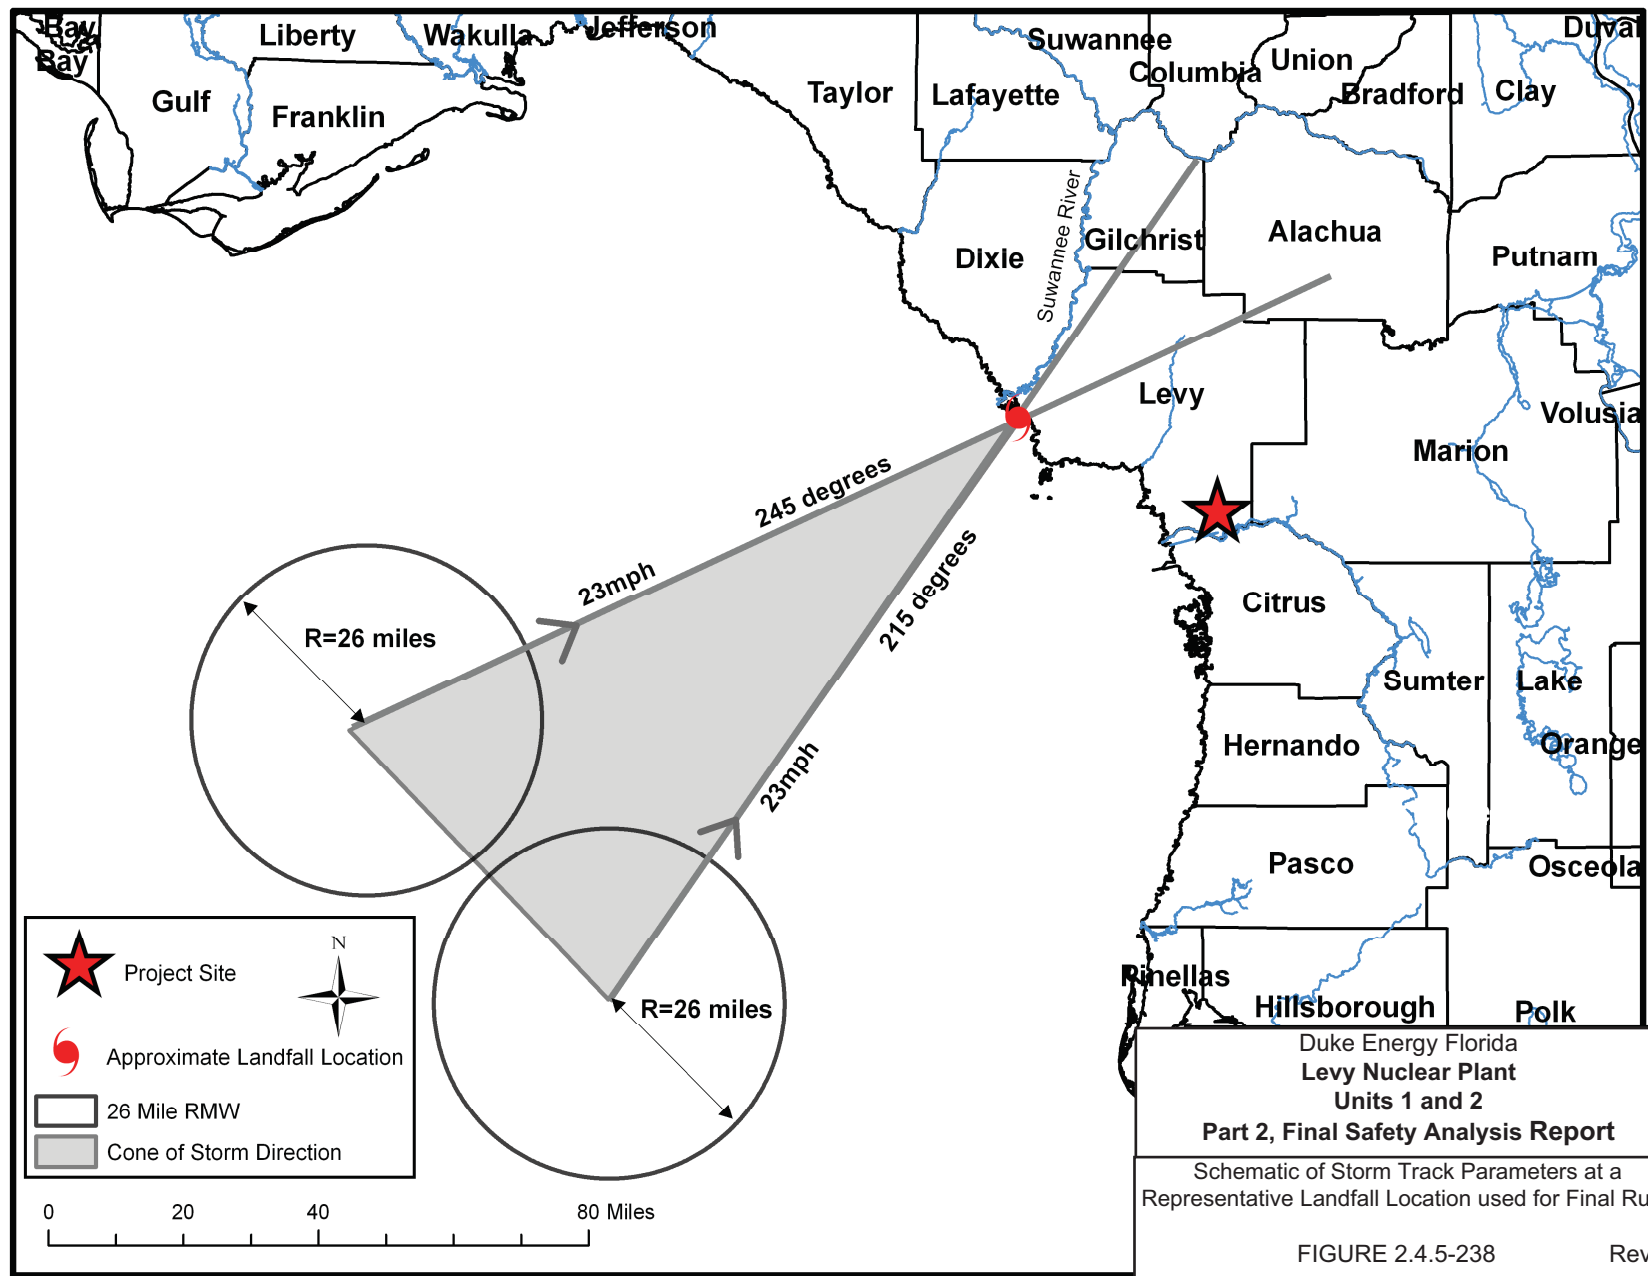 Bay
Bay
Gulf
Liberty
Franklin
Wakulla
Jefferson
Taylor
Lafayette
Suwannee
Columbia
Union
Bradford
Clay
Duval
Dixie
Suwannee River
Gilchrist
Alachua
Putnam
Levy
Marion
Volusia
245 degrees
23mph
215 degrees
23mph
R=26 miles
R=26 miles
Citrus
Sumter
Lake
Orange
Hernando
Pasco
Osceola
Pinellas
Hillsborough
Polk
N
Project Site
Approximate Landfall Location
26 Mile RMW
Cone of Storm Direction
0 20 40 80 Miles
Duke Energy Florida
Levy Nuclear Plant
Units 1 and 2
Part 2, Final Safety Analysis Report
Schematic of Storm Track Parameters at a
Representative Landfall Location used for Final Ru
FIGURE 2.4.5-238 Rev